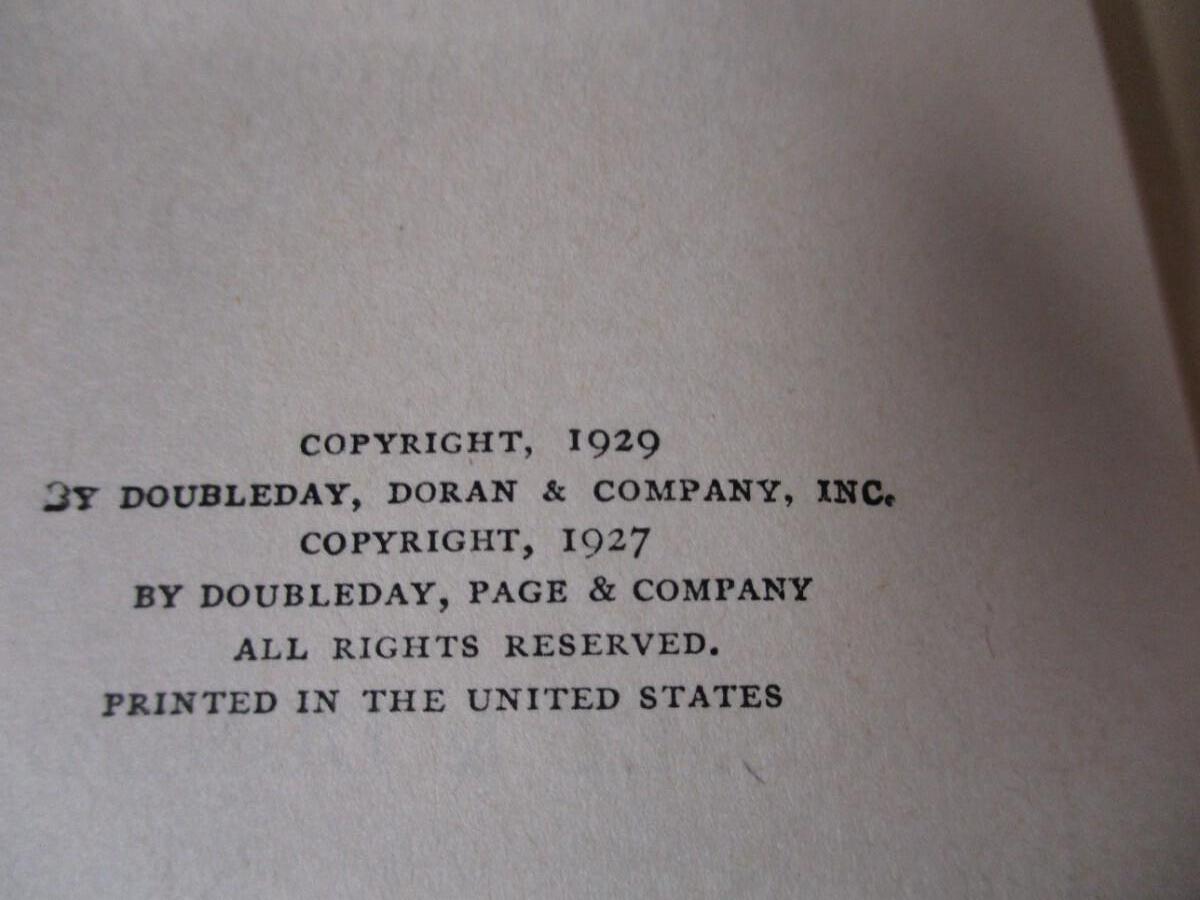 COPYRIGHT, 1929
BY DOUBLEDAY, DORAN & COMPANY, INC.
COPYRIGHT, 1927
BY DOUBLEDAY, PAGE & COMPANY
ALL RIGHTS RESERVED.
PRINTED IN THE UNITED STATES